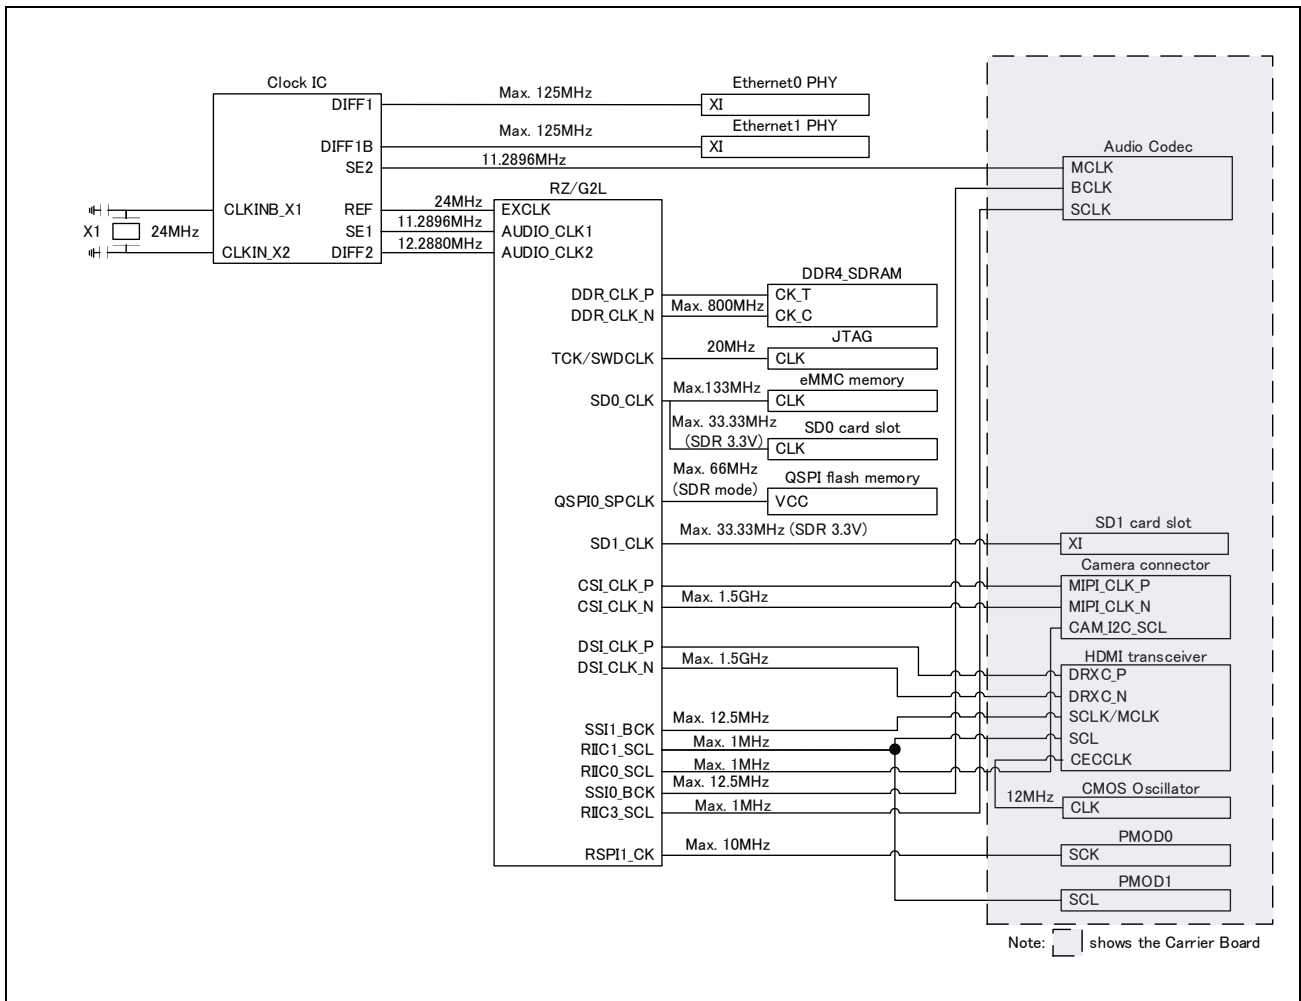 Clock IC
DIFF1
DIFF1B
SE2
CLKINB_X1
REF
SE1
CLKIN_X2
DIFF2
X1
24MHz
Max. 125MHz
Ethernet0 PHY
XI
Max. 125MHz
Ethernet1 PHY
XI
11.2896MHz
Audio Codec
MCLK
BCLK
SCLK
RZ/G2L
24MHz
EXCLK
11.2896MHz
AUDIO_CLK1
12.2880MHz
AUDIO_CLK2
DDR4_SDRAM
DDR_CLK_P
CK_T
Max. 800MHz
DDR_CLK_N
CK_C
JTAG
TCK/SWDCLK
20MHz
CLK
eMMC memory
SD0_CLK
Max.133MHz
CLK
Max. 33.33MHz
(SDR 3.3V)
SD0 card slot
CLK
Max. 66MHz
(SDR mode)
QSPI flash memory
QSPI0_SPCLK
VCC
SD1_CLK
Max. 33.33MHz (SDR 3.3V)
SD1 card slot
XI
Camera connector
CSI_CLK_P
MIPI_CLK_P
CSI_CLK_N
Max. 1.5GHz
MIPI_CLK_N
CAM_I2C_SCL
HDMI transceiver
DSI_CLK_P
DSI_CLK_N
Max. 1.5GHz
DRXC_P
DRXC_N
SSI1_BCK
Max. 12.5MHz
SCLK/MCLK
RIIC1_SCL
Max. 1MHz
SCL
RIIC0_SCL
Max. 1MHz
CECCLK
SSI0_BCK
Max. 12.5MHz
12MHz
CMOS Oscillator
CLK
RIIC3_SCL
Max. 1MHz
RSPI1_CK
Max. 10MHz
PMOD0
SCK
PMOD1
SCL
Note: shows the Carrier Board